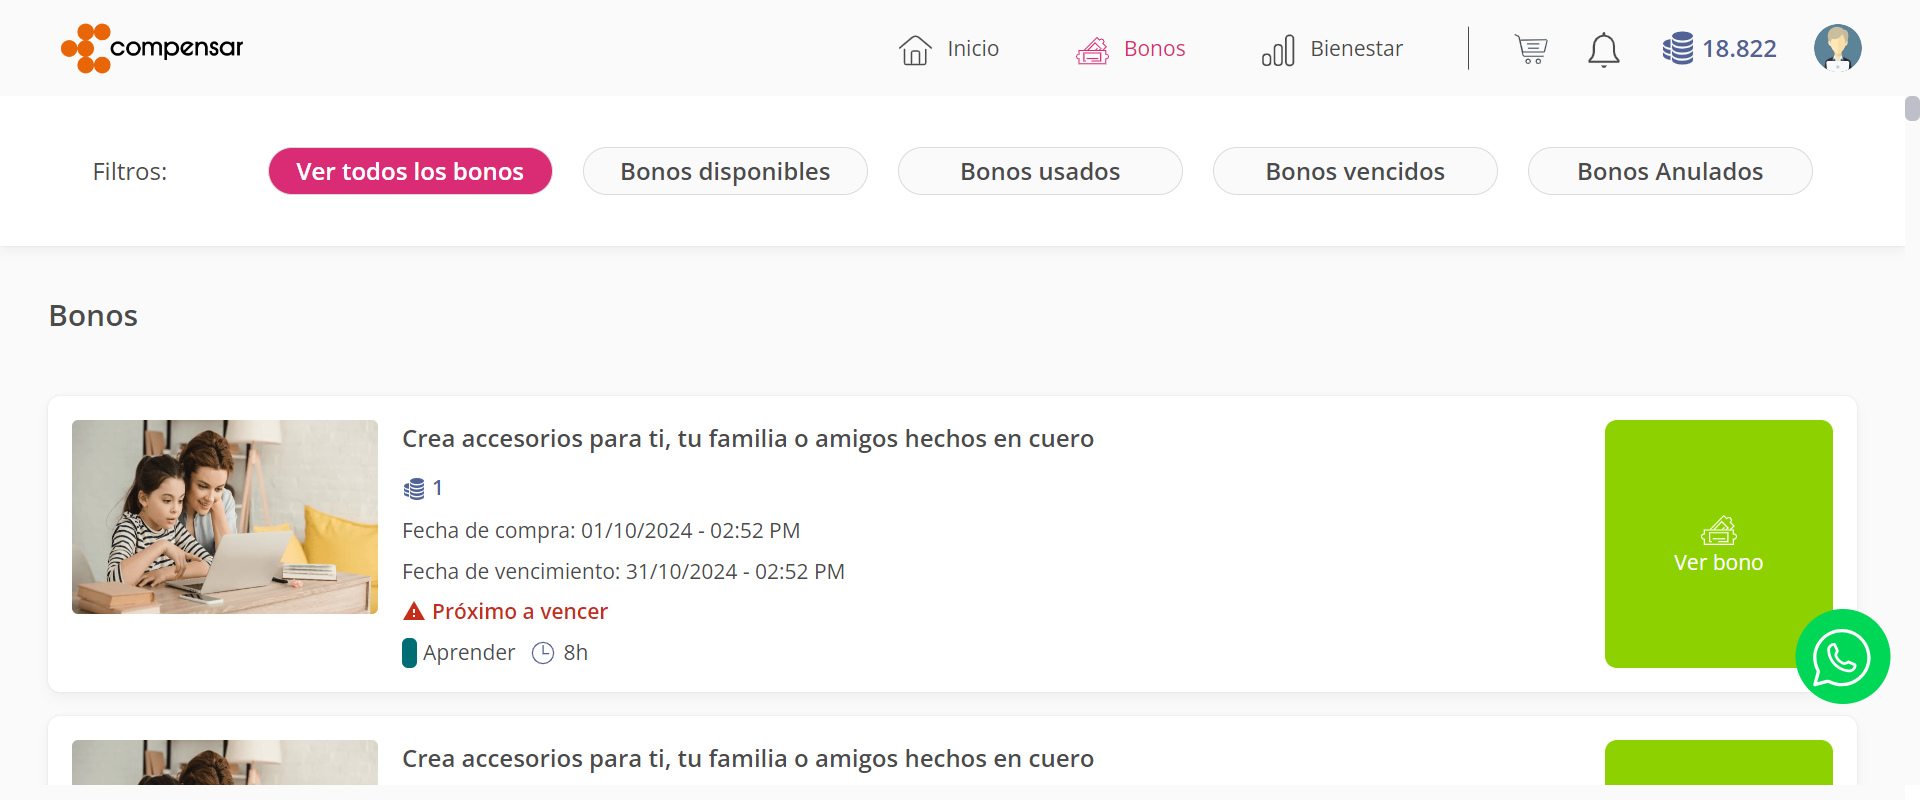 compensar
Inicio
Bonos
Bienestar
18.822
Filtros:
Ver todos los bonos
Bonos disponibles
Bonos usados
Bonos vencidos
Bonos Anulados
Bonos
Crea accesorios para ti, tu familia o amigos hechos en cuero
1
Fecha de compra: 01/10/2024 - 02:52 PM
Fecha de vencimiento: 31/10/2024 - 02:52 PM
Próximo a vencer
Aprender 8h
Ver bono
Crea accesorios para ti, tu familia o amigos hechos en cuero